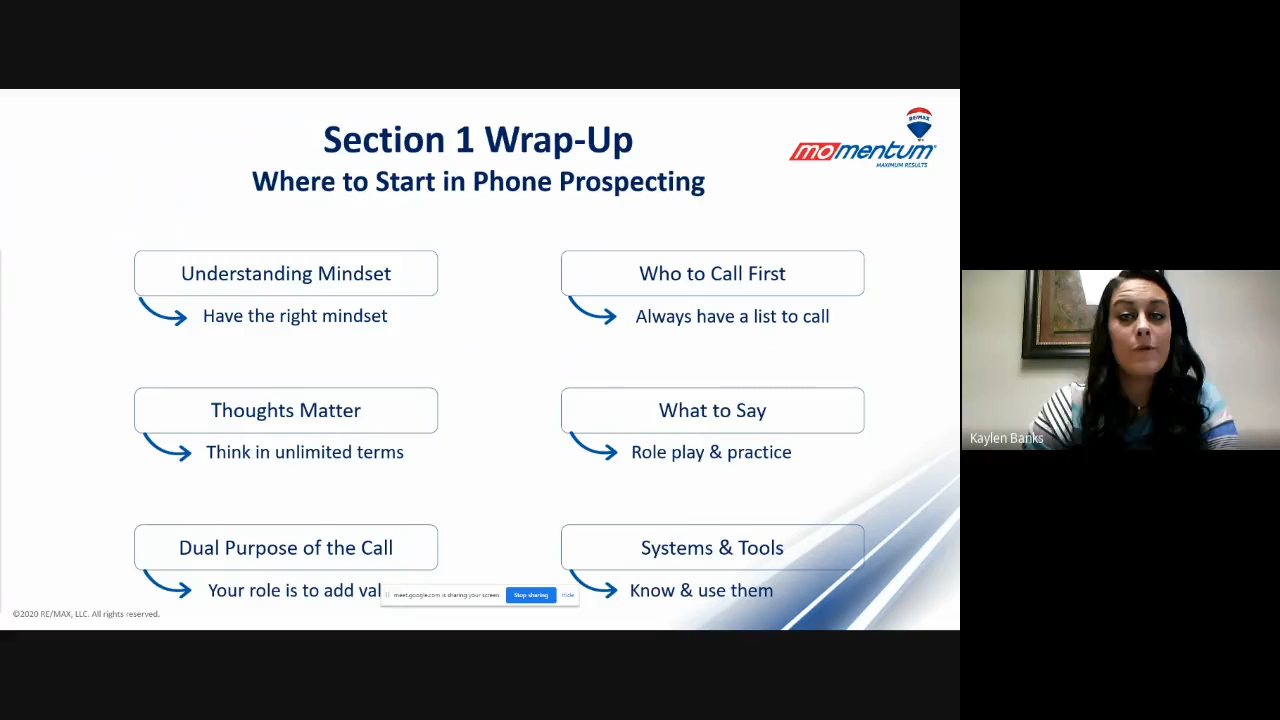 Section 1 Wrap-Up
Where to Start in Phone Prospecting
RE/MAX
momentum®
MAXIMUM RESULTS
Understanding Mindset
Have the right mindset
Who to Call First
Always have a list to call
Thoughts Matter
Think in unlimited terms
What to Say
Role play & practice
Dual Purpose of the Call
Your role is to add val
Systems & Tools
Know & use them
meet.google.com is sharing your screen.
Stop sharing
Hide
©2020 RE/MAX, LLC. All rights reserved.
Kaylen Banks